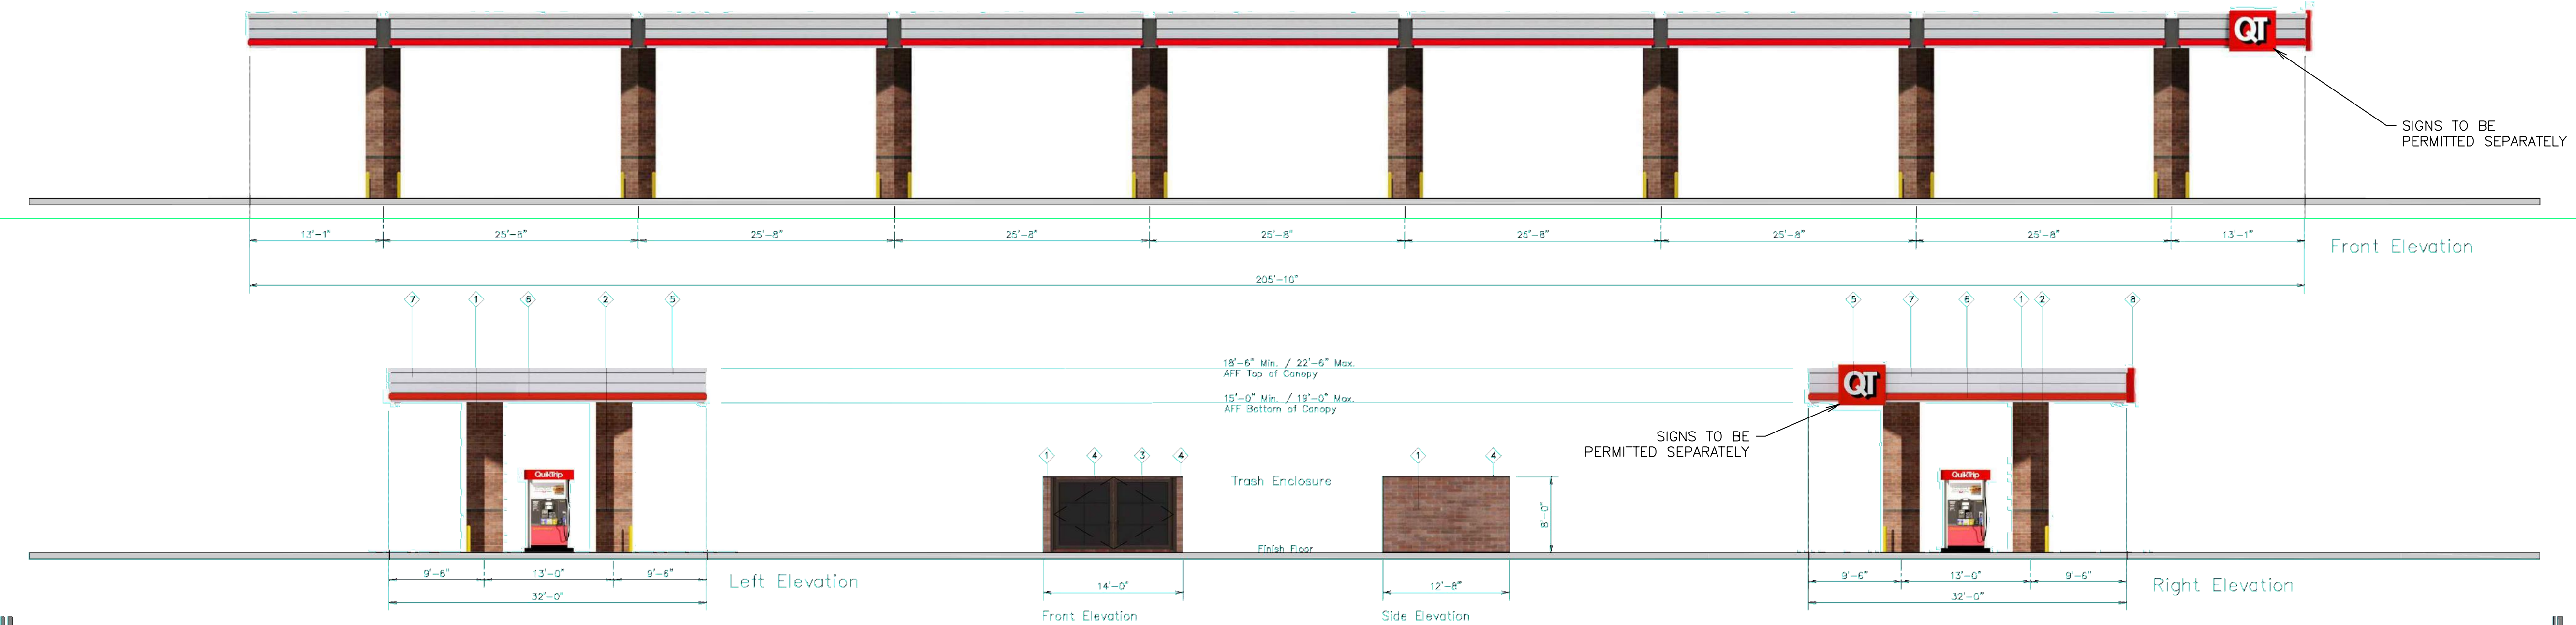 QT
SIGNS TO BE
PERMITTED SEPARATELY
13'-1" 25'-8" 25'-8" 25'-8" 25'-8" 25'-8" 25'-8" 25'-8" 13'-1"
Front Elevation
205'-10"
7 1 6 2 5
5 7 6 1 2 8
18'-6" Min. / 22'-6" Max.
AFF Top of Canopy
15'-0" Min. / 19'-0" Max.
AFF Bottom of Canopy
QT
SIGNS TO BE
PERMITTED SEPARATELY
1 4 3 4
1 4
QuikTrip
Trash Enclosure
8'-0"
QuikTrip
Finish Floor
9'-6" 13'-0" 9'-6"
32'-0"
Left Elevation
14'-0"
Front Elevation
12'-8"
Side Elevation
9'-6" 13'-0" 9'-6"
32'-0"
Right Elevation